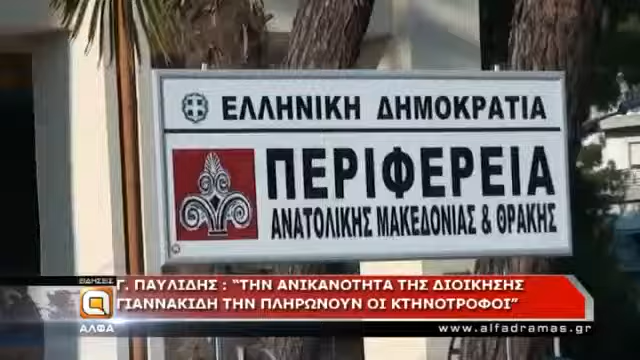 ΕΛΛΗΝΙΚΗ ΔΗΜΟΚΡΑΤΙΑ
ΠΕΡΙΦΕΡΕΙΑ
ΑΝΑΤΟΛΙΚΗΣ ΜΑΚΕΔΟΝΙΑΣ & ΘΡΑΚΗΣ
ΕΙΔΗΣΕΙΣ
Γ. ΠΑΥΛΙΔΗΣ : “ΤΗΝ ΑΝΙΚΑΝΟΤΗΤΑ ΤΗΣ ΔΙΟΙΚΗΣΗΣ
ΓΙΑΝΝΑΚΙΔΗ ΤΗΝ ΠΛΗΡΩΝΟΥΝ ΟΙ ΚΤΗΝΟΤΡΟΦΟΙ”
ΑΛΦΑ
www.alfadramas.gr